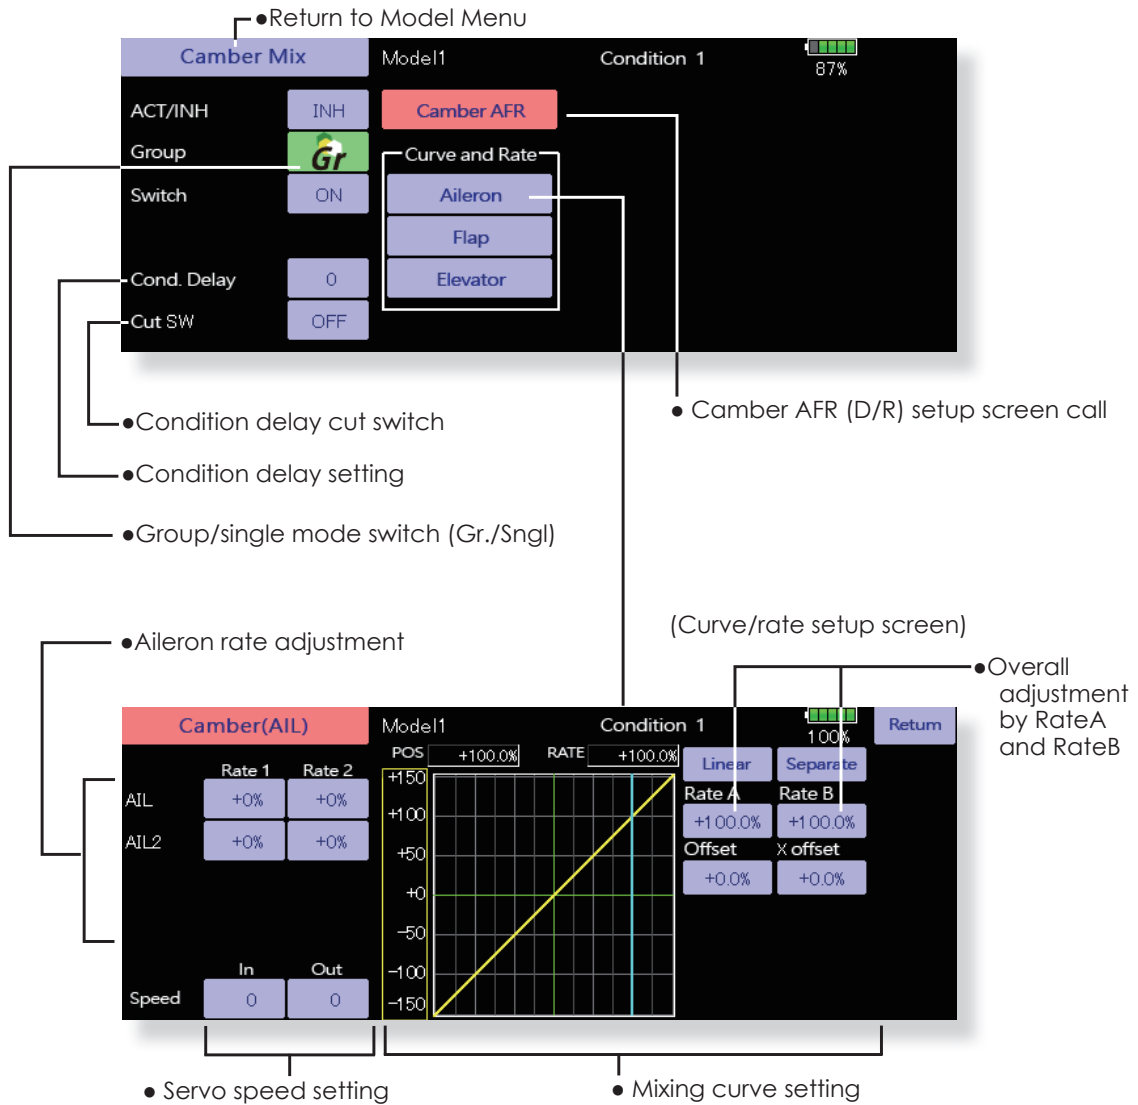 ●Return to Model Menu
Camber Mix
Model1
Condition 1
87%
ACT/INH
INH
Camber AFR
Group
Gr
Curve and Rate
Switch
ON
Aileron
Flap
Cond. Delay
0
Elevator
Cut SW
OFF
● Camber AFR (D/R) setup screen call
●Condition delay cut switch
●Condition delay setting
●Group/single mode switch (Gr./Sngl)
●Aileron rate adjustment
(Curve/rate setup screen)
●Overall
adjustment
by RateA
and RateB
Camber(AIL)
Model1
Condition 1
100%
Return
POS
+100.0%
RATE
+100.0%
Linear
Separate
Rate 1
Rate 2
Rate A
Rate B
AIL
+0%
+0%
+100.0%
+100.0%
AIL2
+0%
+0%
Offset
X offset
+0.0%
+0.0%
+150
+100
+50
+0
-50
-100
-150
In
Out
Speed
0
0
● Servo speed setting
● Mixing curve setting